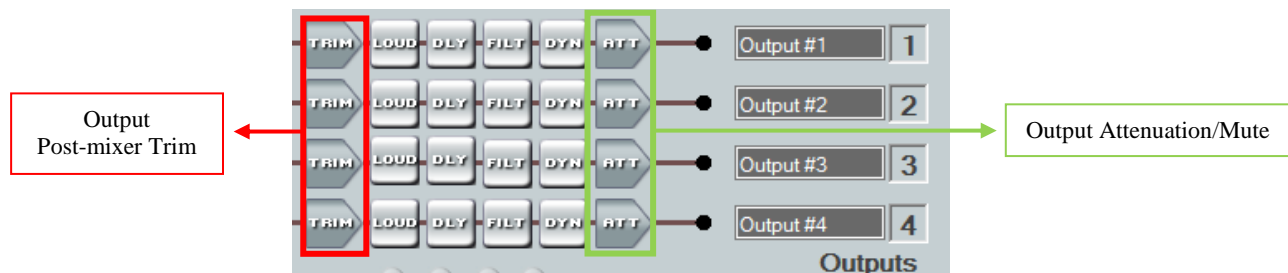 TRIM LOUD DLY FILT DYN ATT Output #1 1
TRIM LOUD DLY FILT DYN ATT Output #2 2
Output
Post-mixer Trim
Output Attenuation/Mute
TRIM LOUD DLY FILT DYN ATT Output #3 3
TRIM LOUD DLY FILT DYN ATT Output #4 4
Outputs